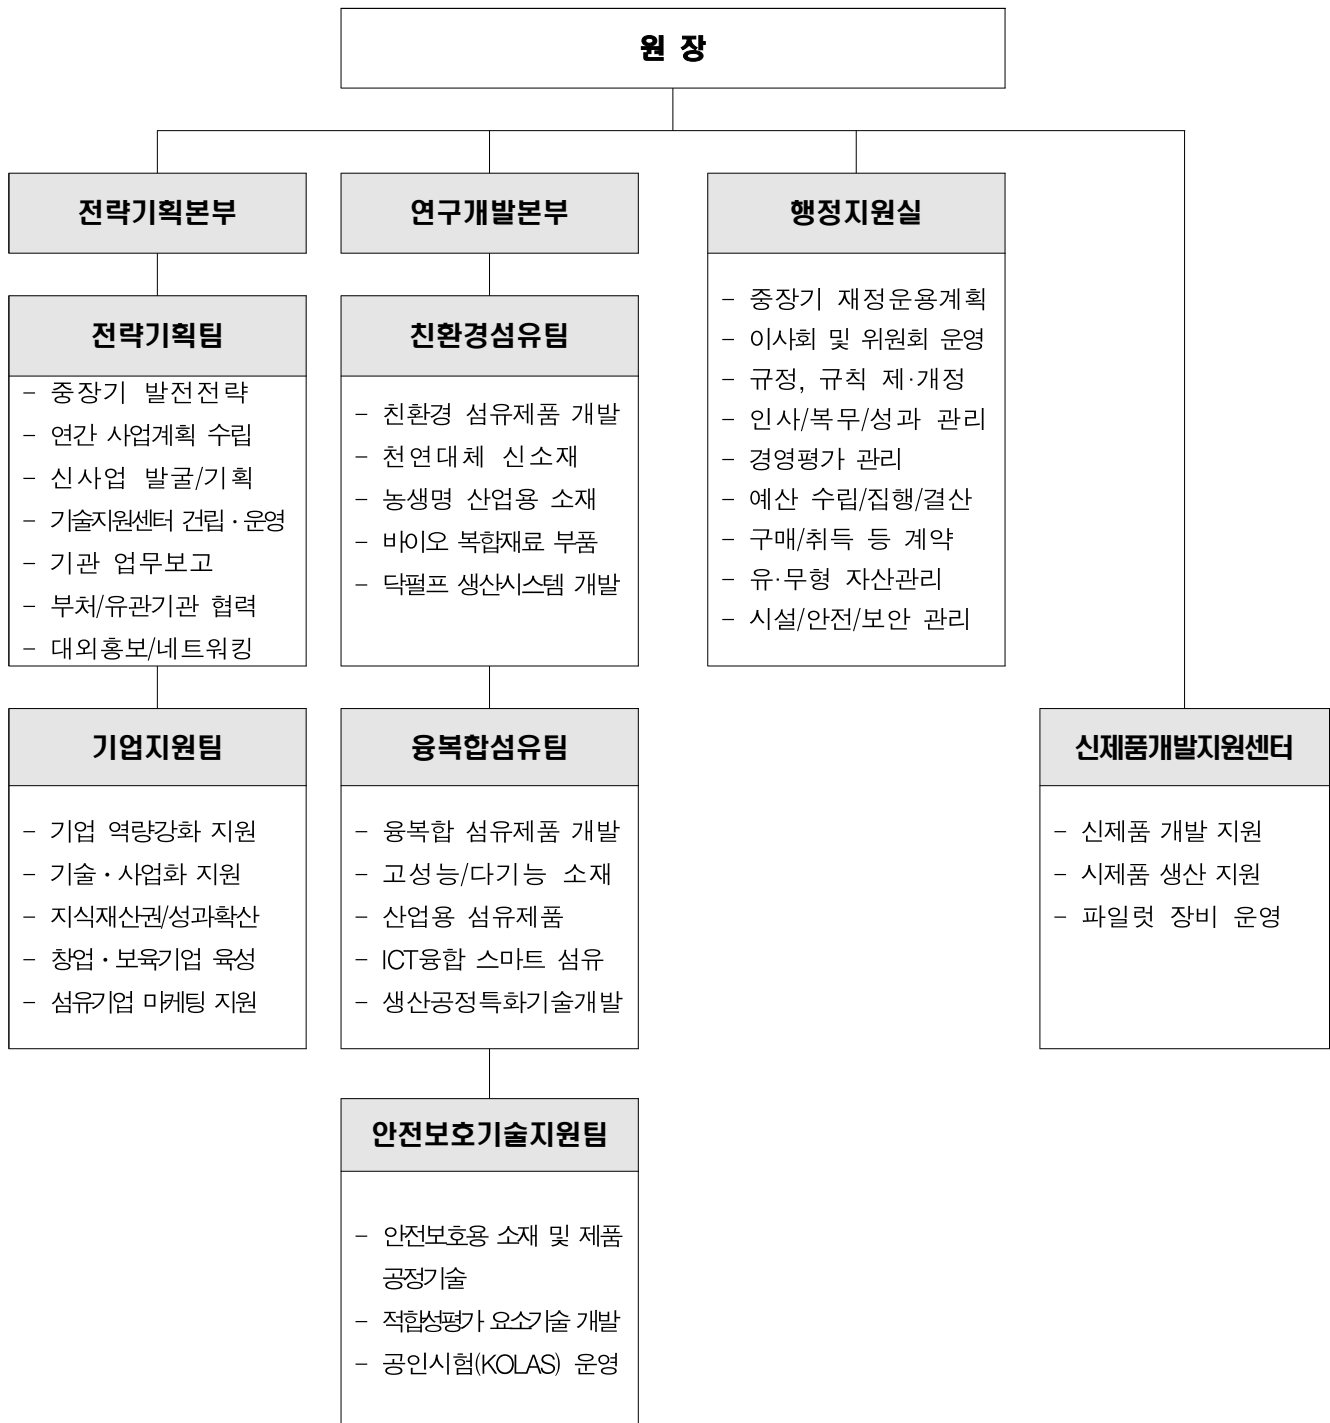 원 장
전략기획본부
전략기획팀
- 중장기 발전전략
- 연간 사업계획 수립
- 신사업 발굴/기획
- 기술지원센터 건립·운영
- 기관 업무보고
- 부처/유관기관 협력
- 대외홍보/네트워킹
기업지원팀
- 기업 역량강화 지원
- 기술·사업화 지원
- 지식재산권/성과확산
- 창업·보육기업 육성
- 섬유기업 마케팅 지원
연구개발본부
친환경섬유팀
- 친환경 섬유제품 개발
- 천연대체 신소재
- 농생명 산업용 소재
- 바이오 복합재료 부품
- 닥펄프 생산시스템 개발
융복합섬유팀
- 융복합 섬유제품 개발
- 고성능/다기능 소재
- 산업용 섬유제품
- ICT융합 스마트 섬유
- 생산공정특화기술개발
안전보호기술지원팀
- 안전보호용 소재 및 제품
공정기술
- 적합성평가 요소기술 개발
- 공인시험(KOLAS) 운영
행정지원실
- 중장기 재정운용계획
- 이사회 및 위원회 운영
- 규정, 규칙 제·개정
- 인사/복무/성과 관리
- 경영평가 관리
- 예산 수립/집행/결산
- 구매/취득 등 계약
- 유·무형 자산관리
- 시설/안전/보안 관리
신제품개발지원센터
- 신제품 개발 지원
- 시제품 생산 지원
- 파일럿 장비 운영